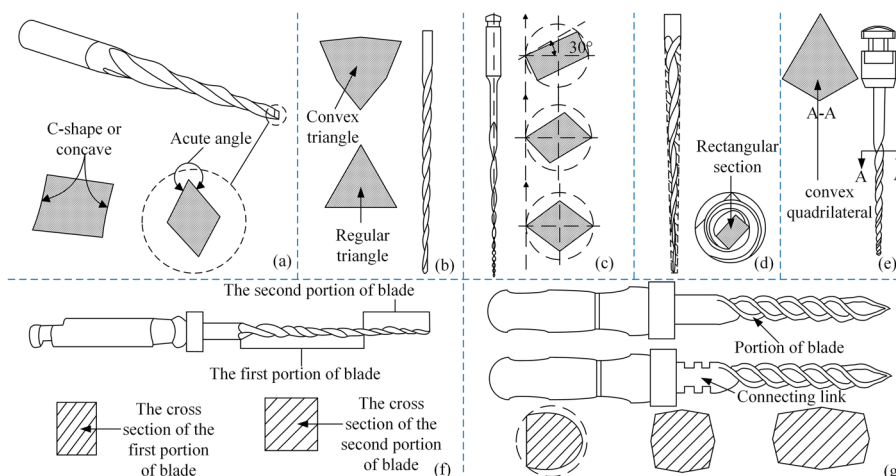 C-shape or
concave
Acute angle
(a)
Convex
triangle
Regular
triangle
(b)
30°
(c)
Rectangular
section
(d)
A-A
convex
quadrilateral
A
A
(e)
The second portion of blade
The first portion of blade
The cross
section of the
first portion
of blade
The cross
section of the
second portion
of blade
(f)
Portion of blade
Connecting link
(g)